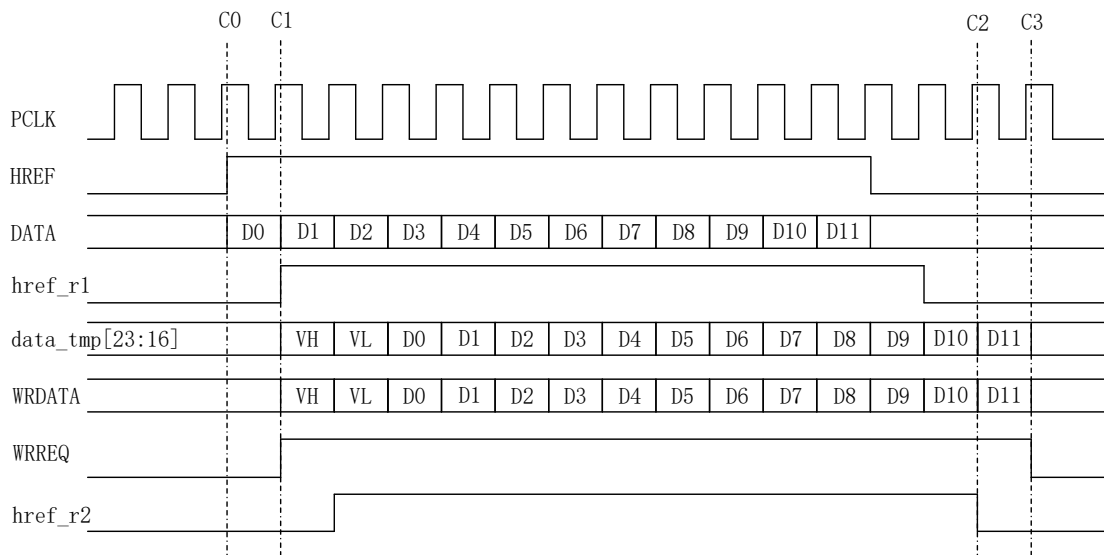 C0 C1 C2 C3
PCLK
HREF
DATA D0 D1 D2 D3 D4 D5 D6 D7 D8 D9 D10 D11
href_r1
data_tmp[23:16] VH VL D0 D1 D2 D3 D4 D5 D6 D7 D8 D9 D10 D11
WRDATA VH VL D0 D1 D2 D3 D4 D5 D6 D7 D8 D9 D10 D11
WRREQ
href_r2